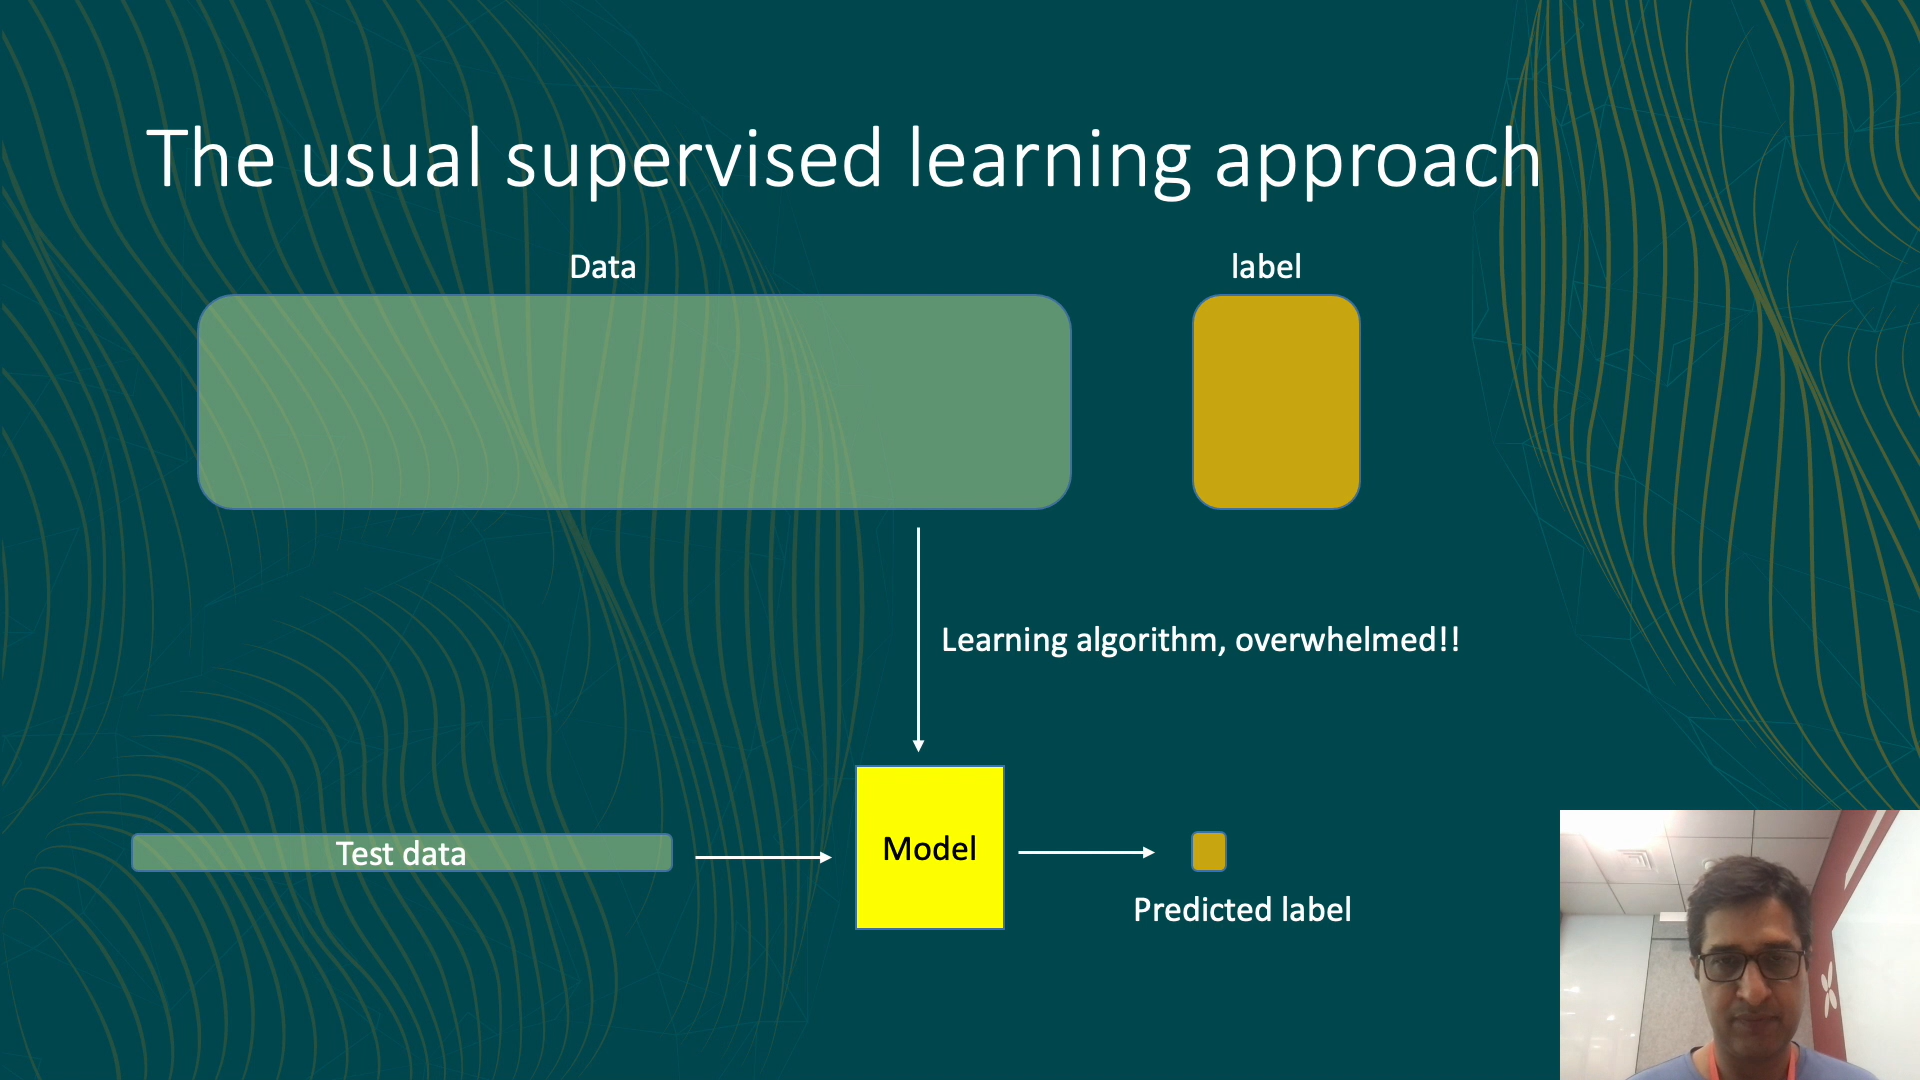 The usual supervised learning approach
Data
label
Learning algorithm, overwhelmed!!
Test data
Model
Predicted label